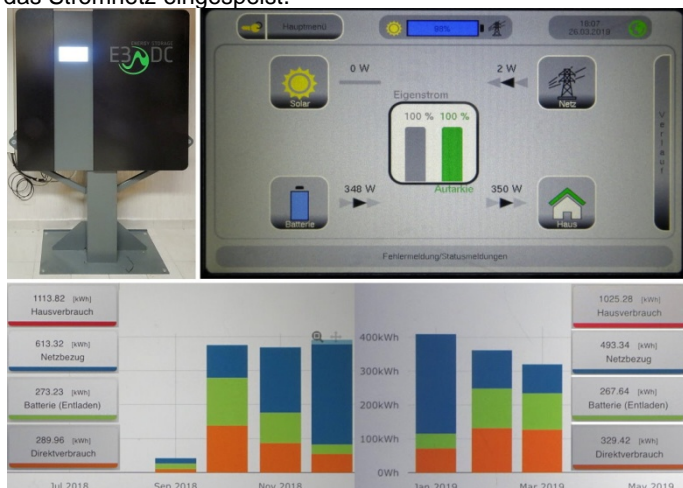 das Stromnetz eingespeist.
ENERGY STORAGE
E3 DC
Hauptmenü
98%
18:07
26.03.2019
0 W
2 W
Solar
Eigenstrom
Netz
100 % 100 %
Verlauf
348 W
Autarkie
350 W
Batterie
Haus
Fehlermeldung/Statusmeldungen
1113.82 [kWh]
Hausverbrauch
613.32 [kWh]
Netzbezug
273.23 [kWh]
Batterie (Entladen)
289.96 [kWh]
Direktverbrauch
Jul 2018
Sep 2018
Nov 2018
400kWh
300kWh
200kWh
100kWh
0Wh
Jan 2019
Mar 2019
May 2019
1025.28 [kWh]
Hausverbrauch
493.34 [kWh]
Netzbezug
267.64 [kWh]
Batterie (Entladen)
329.42 [kWh]
Direktverbrauch